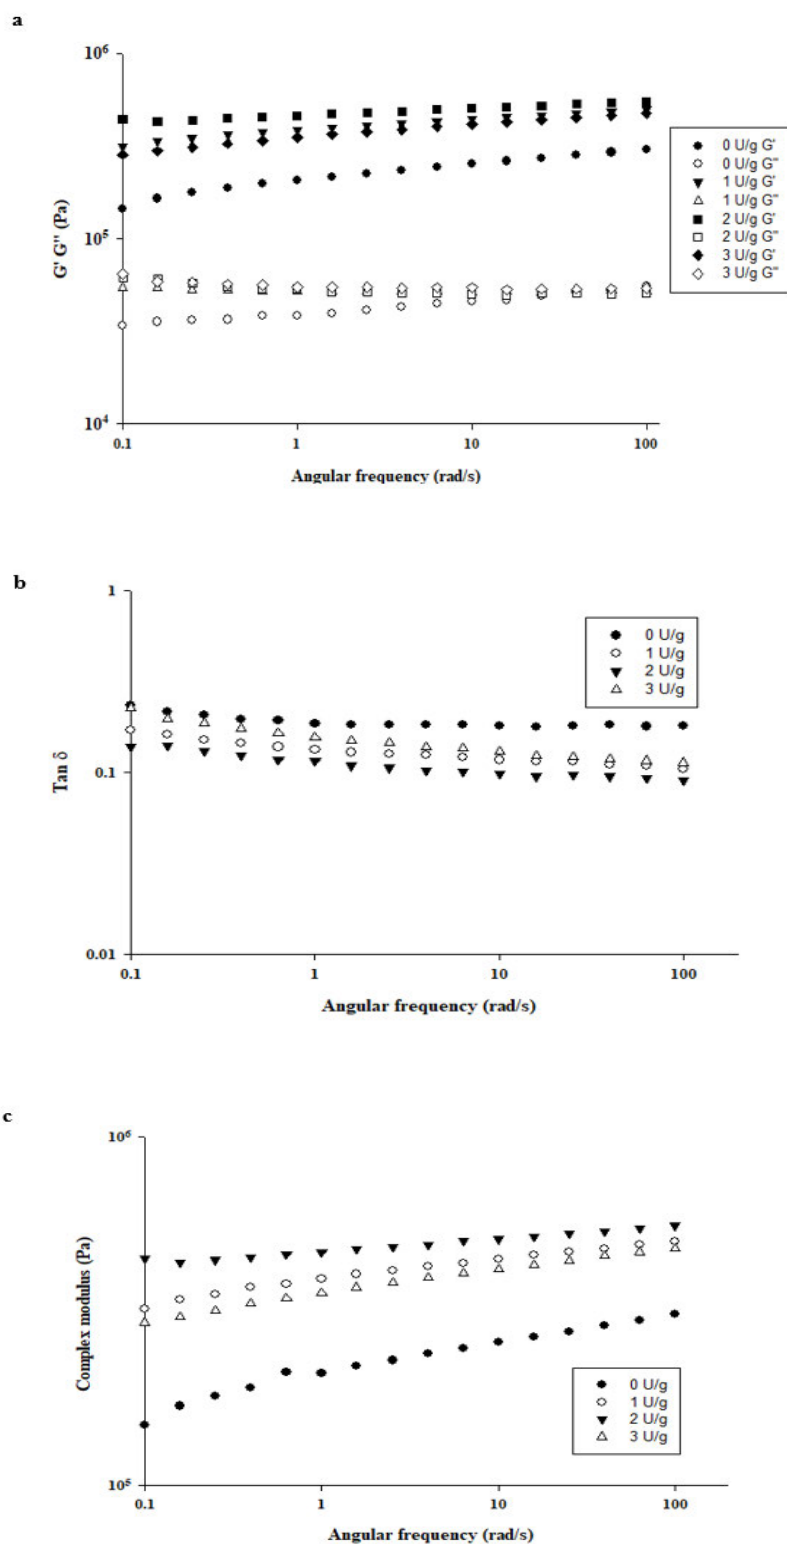 a
10⁶
10⁵
10⁴
G' G" (Pa)
0.1 1 10 100
Angular frequency (rad/s)
0 U/g G'
0 U/g G"
1 U/g G'
1 U/g G"
2 U/g G'
2 U/g G"
3 U/g G'
3 U/g G"
b
1
0.1
0.01
Tan δ
0.1 1 10 100
Angular frequency (rad/s)
0 U/g
1 U/g
2 U/g
3 U/g
c
10⁶
10⁵
Complex modulus (Pa)
0.1 1 10 100
Angular frequency (rad/s)
0 U/g
1 U/g
2 U/g
3 U/g